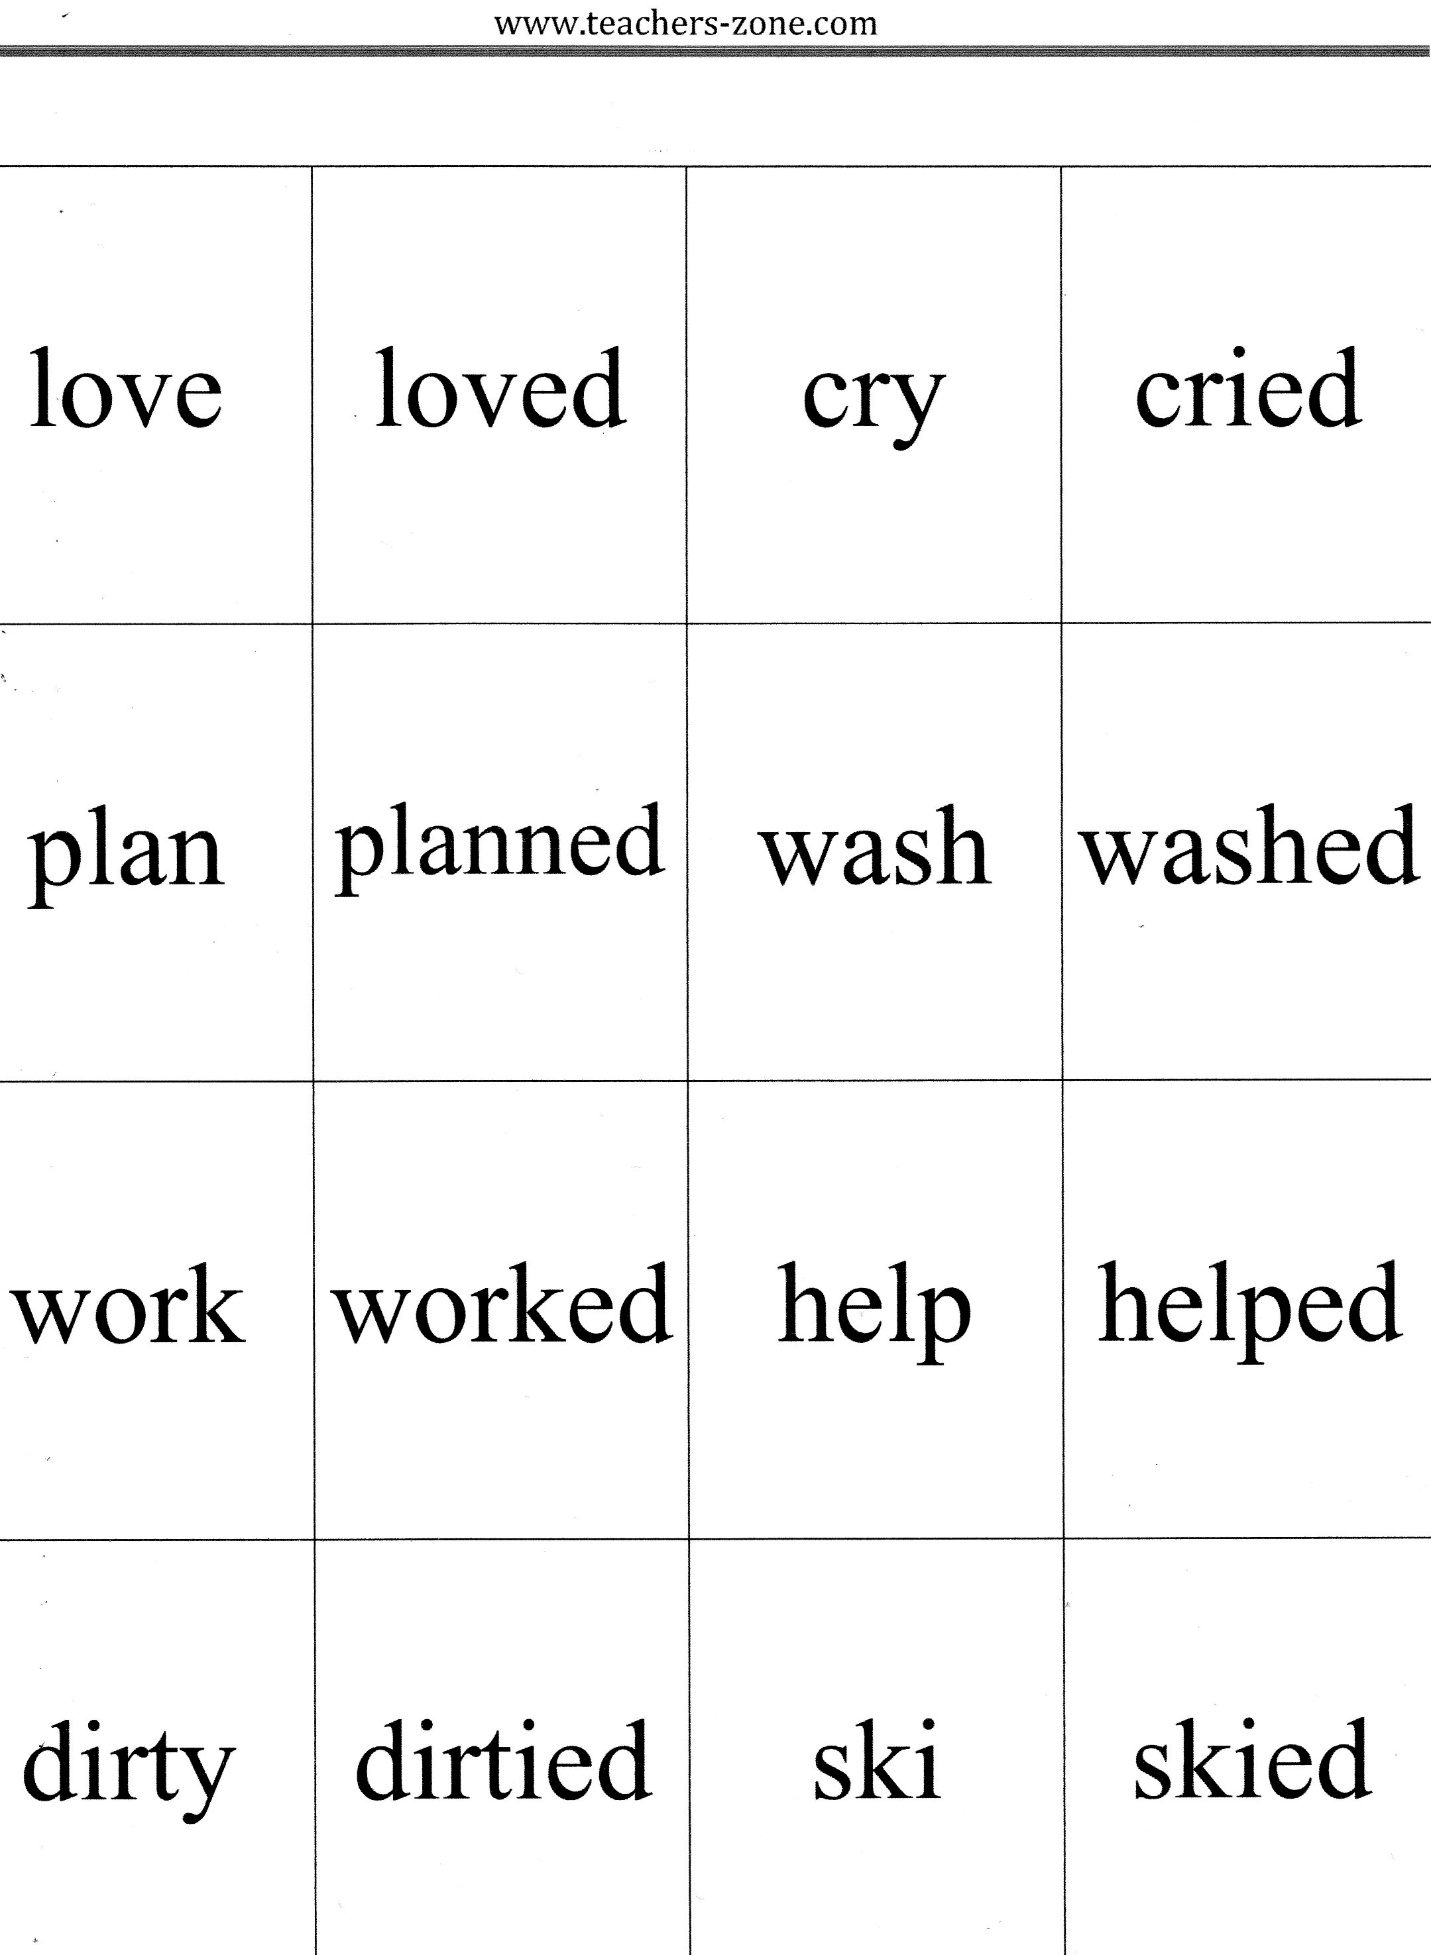 www.teachers-zone.com
love loved cry cried
plan planned wash washed
work worked help helped
dirty dirtied ski skied